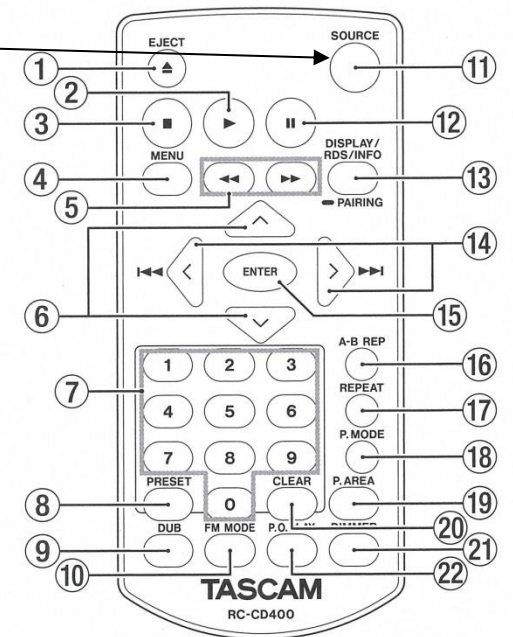 EJECT
SOURCE
1
11
2
3
12
MENU
DISPLAY/
RDS/INFO
4
13
5
PAIRING
14
ENTER
6
15
A-B REP
1 2 3
16
7
REPEAT
4 5 6
17
P.MODE
7 8 9
18
PRESET
CLEAR
P.AREA
8
0
19
DUB
FM MODE
P.O.
20
9
21
10
22
TASCAM
RC-CD400